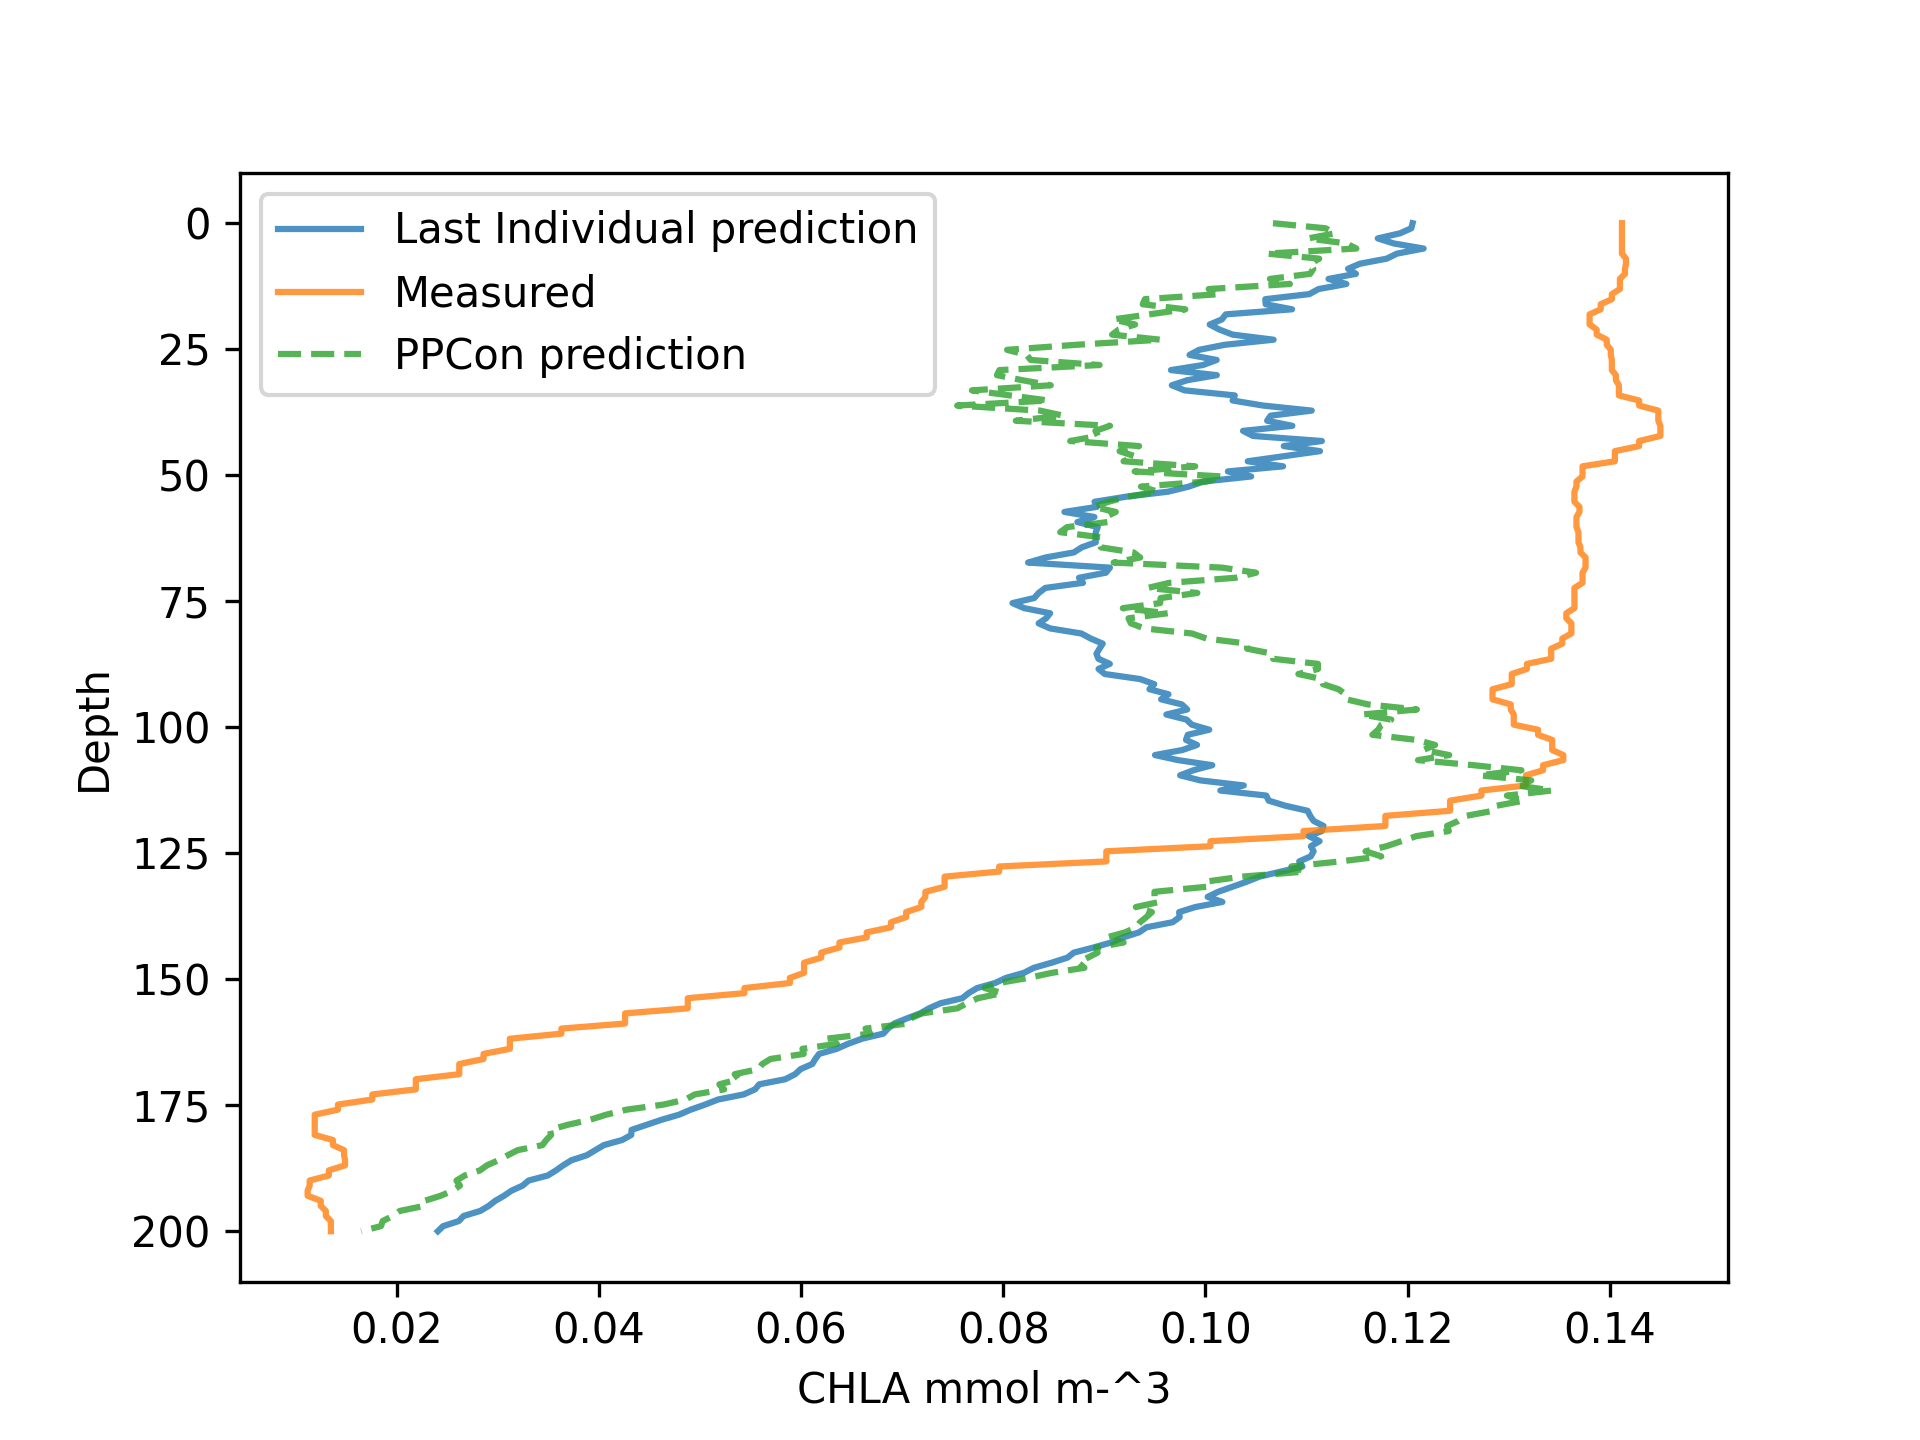 Last Individual prediction
Measured
PPCon prediction
0
25
50
75
100
125
150
175
200
Depth
0.02 0.04 0.06 0.08 0.10 0.12 0.14
CHLA mmol m-^3